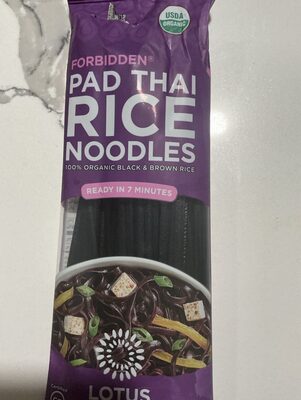 USDA
ORGANIC
FORBIDDEN®
PAD THAI
RICE
NOODLES
100% ORGANIC BLACK & BROWN RICE
READY IN 7 MINUTES
LOTUS